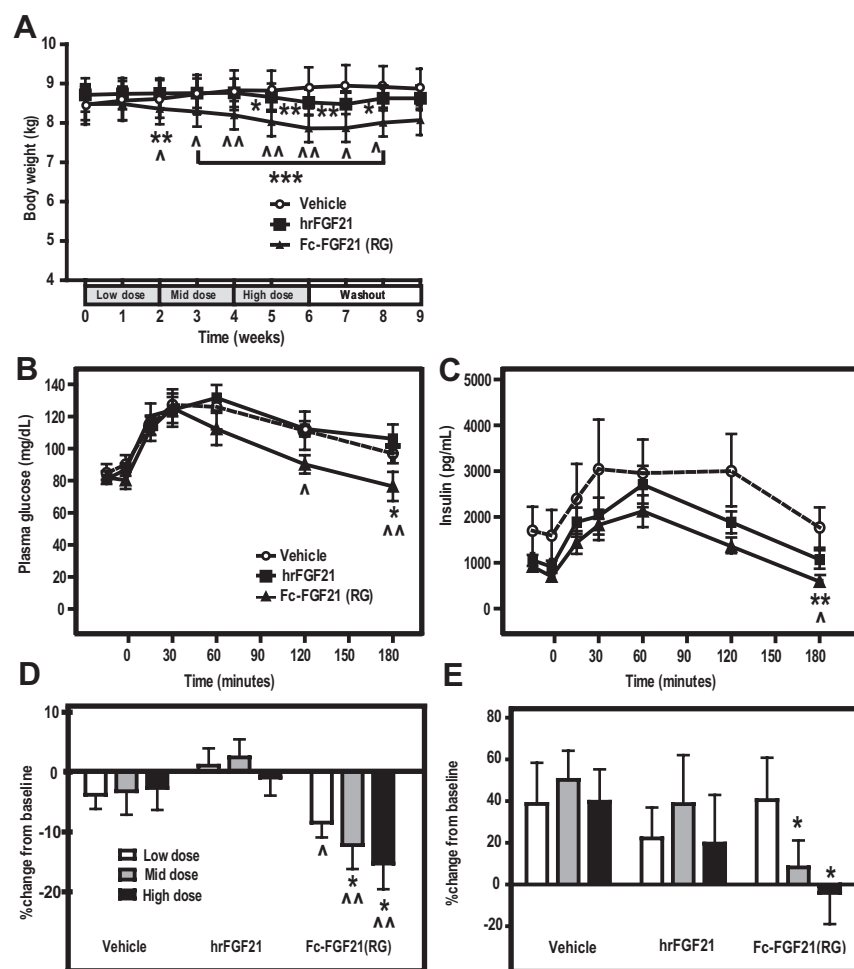 A
Body weight (kg)
10
9
8
7
6
5
4
* ** ** *
** ^ ^^ ^^ ^^ ^ ^
^
***
Vehicle
hrFGF21
Fc-FGF21 (RG)
Low dose Mid dose High dose Washout
0 1 2 3 4 5 6 7 8 9
Time (weeks)
B
Plasma glucose (mg/dL)
140
120
100
80
60
40
20
0
^
*
^^
Vehicle
hrFGF21
Fc-FGF21 (RG)
0 30 60 90 120 150 180
Time (minutes)
C
Insulin (pg/mL)
5000
4000
3000
2000
1000
0
**
^
0 30 60 90 120 150 180
Time (minutes)
D
%change from baseline
10
0
-10
-20
Low dose
Mid dose
High dose
^
*
^^
*
^^
Vehicle hrFGF21 Fc-FGF21(RG)
E
%change from baseline
80
60
40
20
0
-20
*
*
Vehicle hrFGF21 Fc-FGF21(RG)